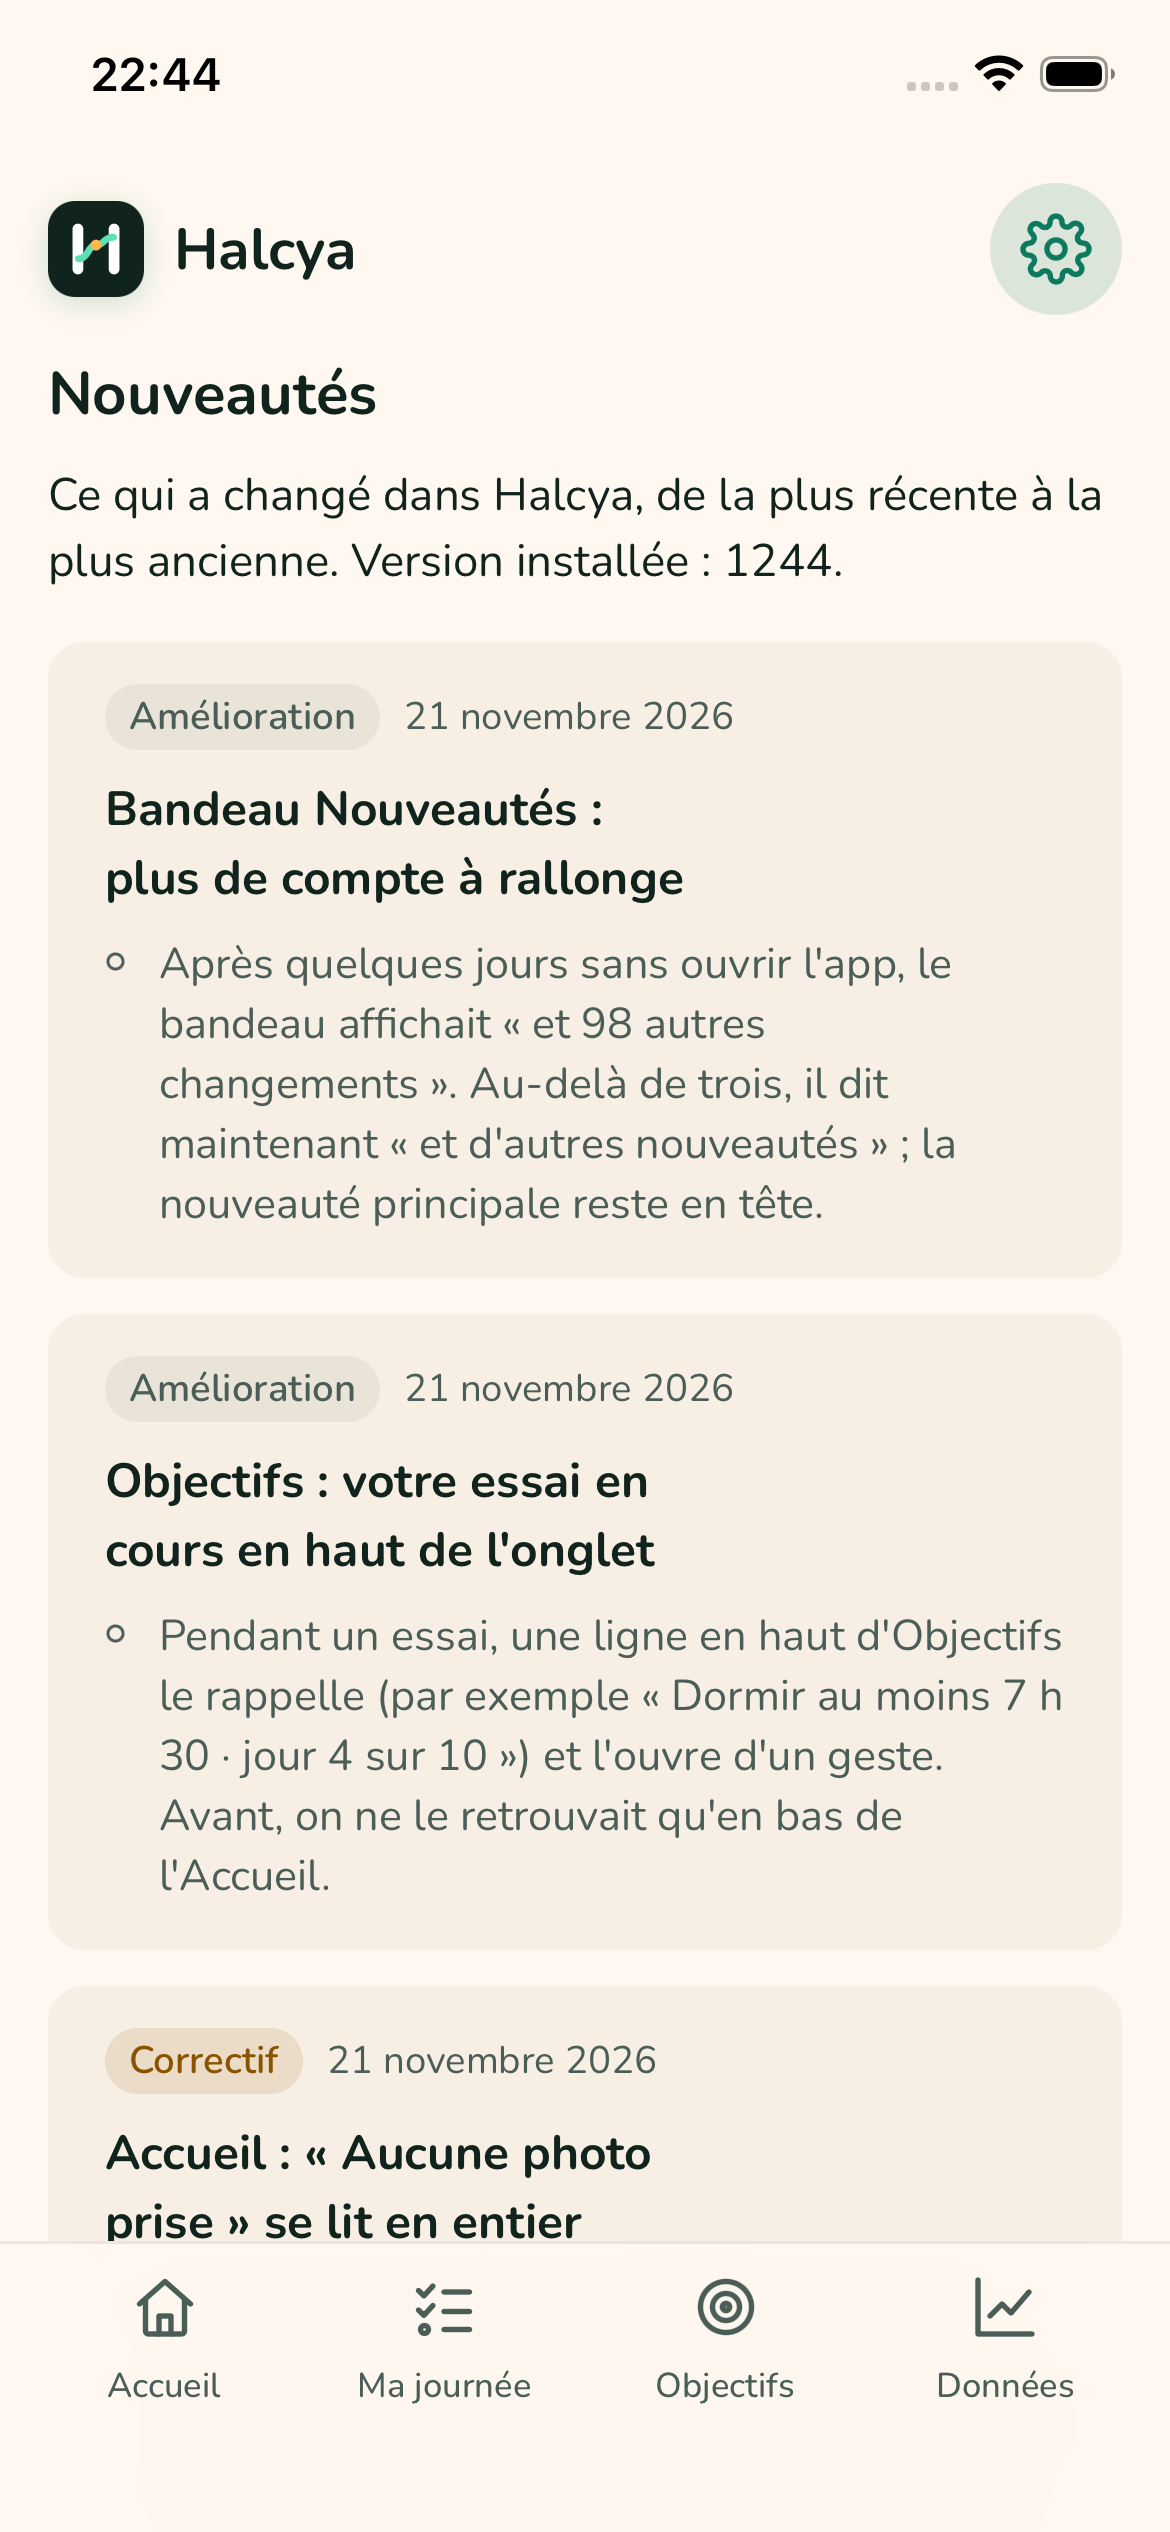 22:44
Halcya
Nouveautés
Ce qui a changé dans Halcya, de la plus récente à la
plus ancienne. Version installée : 1244.
Amélioration 21 novembre 2026
Bandeau Nouveautés :
plus de compte à rallonge
Après quelques jours sans ouvrir l'app, le
bandeau affichait « et 98 autres
changements ». Au-delà de trois, il dit
maintenant « et d'autres nouveautés » ; la
nouveauté principale reste en tête.
Amélioration 21 novembre 2026
Objectifs : votre essai en
cours en haut de l'onglet
Pendant un essai, une ligne en haut d'Objectifs
le rappelle (par exemple « Dormir au moins 7 h
30 · jour 4 sur 10 ») et l'ouvre d'un geste.
Avant, on ne le retrouvait qu'en bas de
l'Accueil.
Correctif 21 novembre 2026
Accueil : « Aucune photo
prise » se lit en entier
Accueil Ma journée Objectifs Données